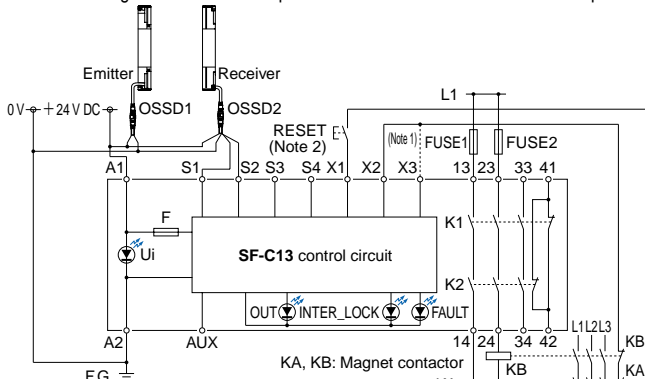 Emitter
Receiver
0 V
+24 V DC
OSSD1
OSSD2
L1
RESET
(Note 2)
(Note 1)
FUSE1
FUSE2
A1
S1
S2
S3
S4
X1
X2
X3
13
23
33
41
F
K1
Ui
SF-C13 control circuit
K2
OUT
INTER_LOCK
FAULT
A2
AUX
14
24
34
42
L1
L2
L3
KA, KB: Magnet contactor
KB
KB
KA